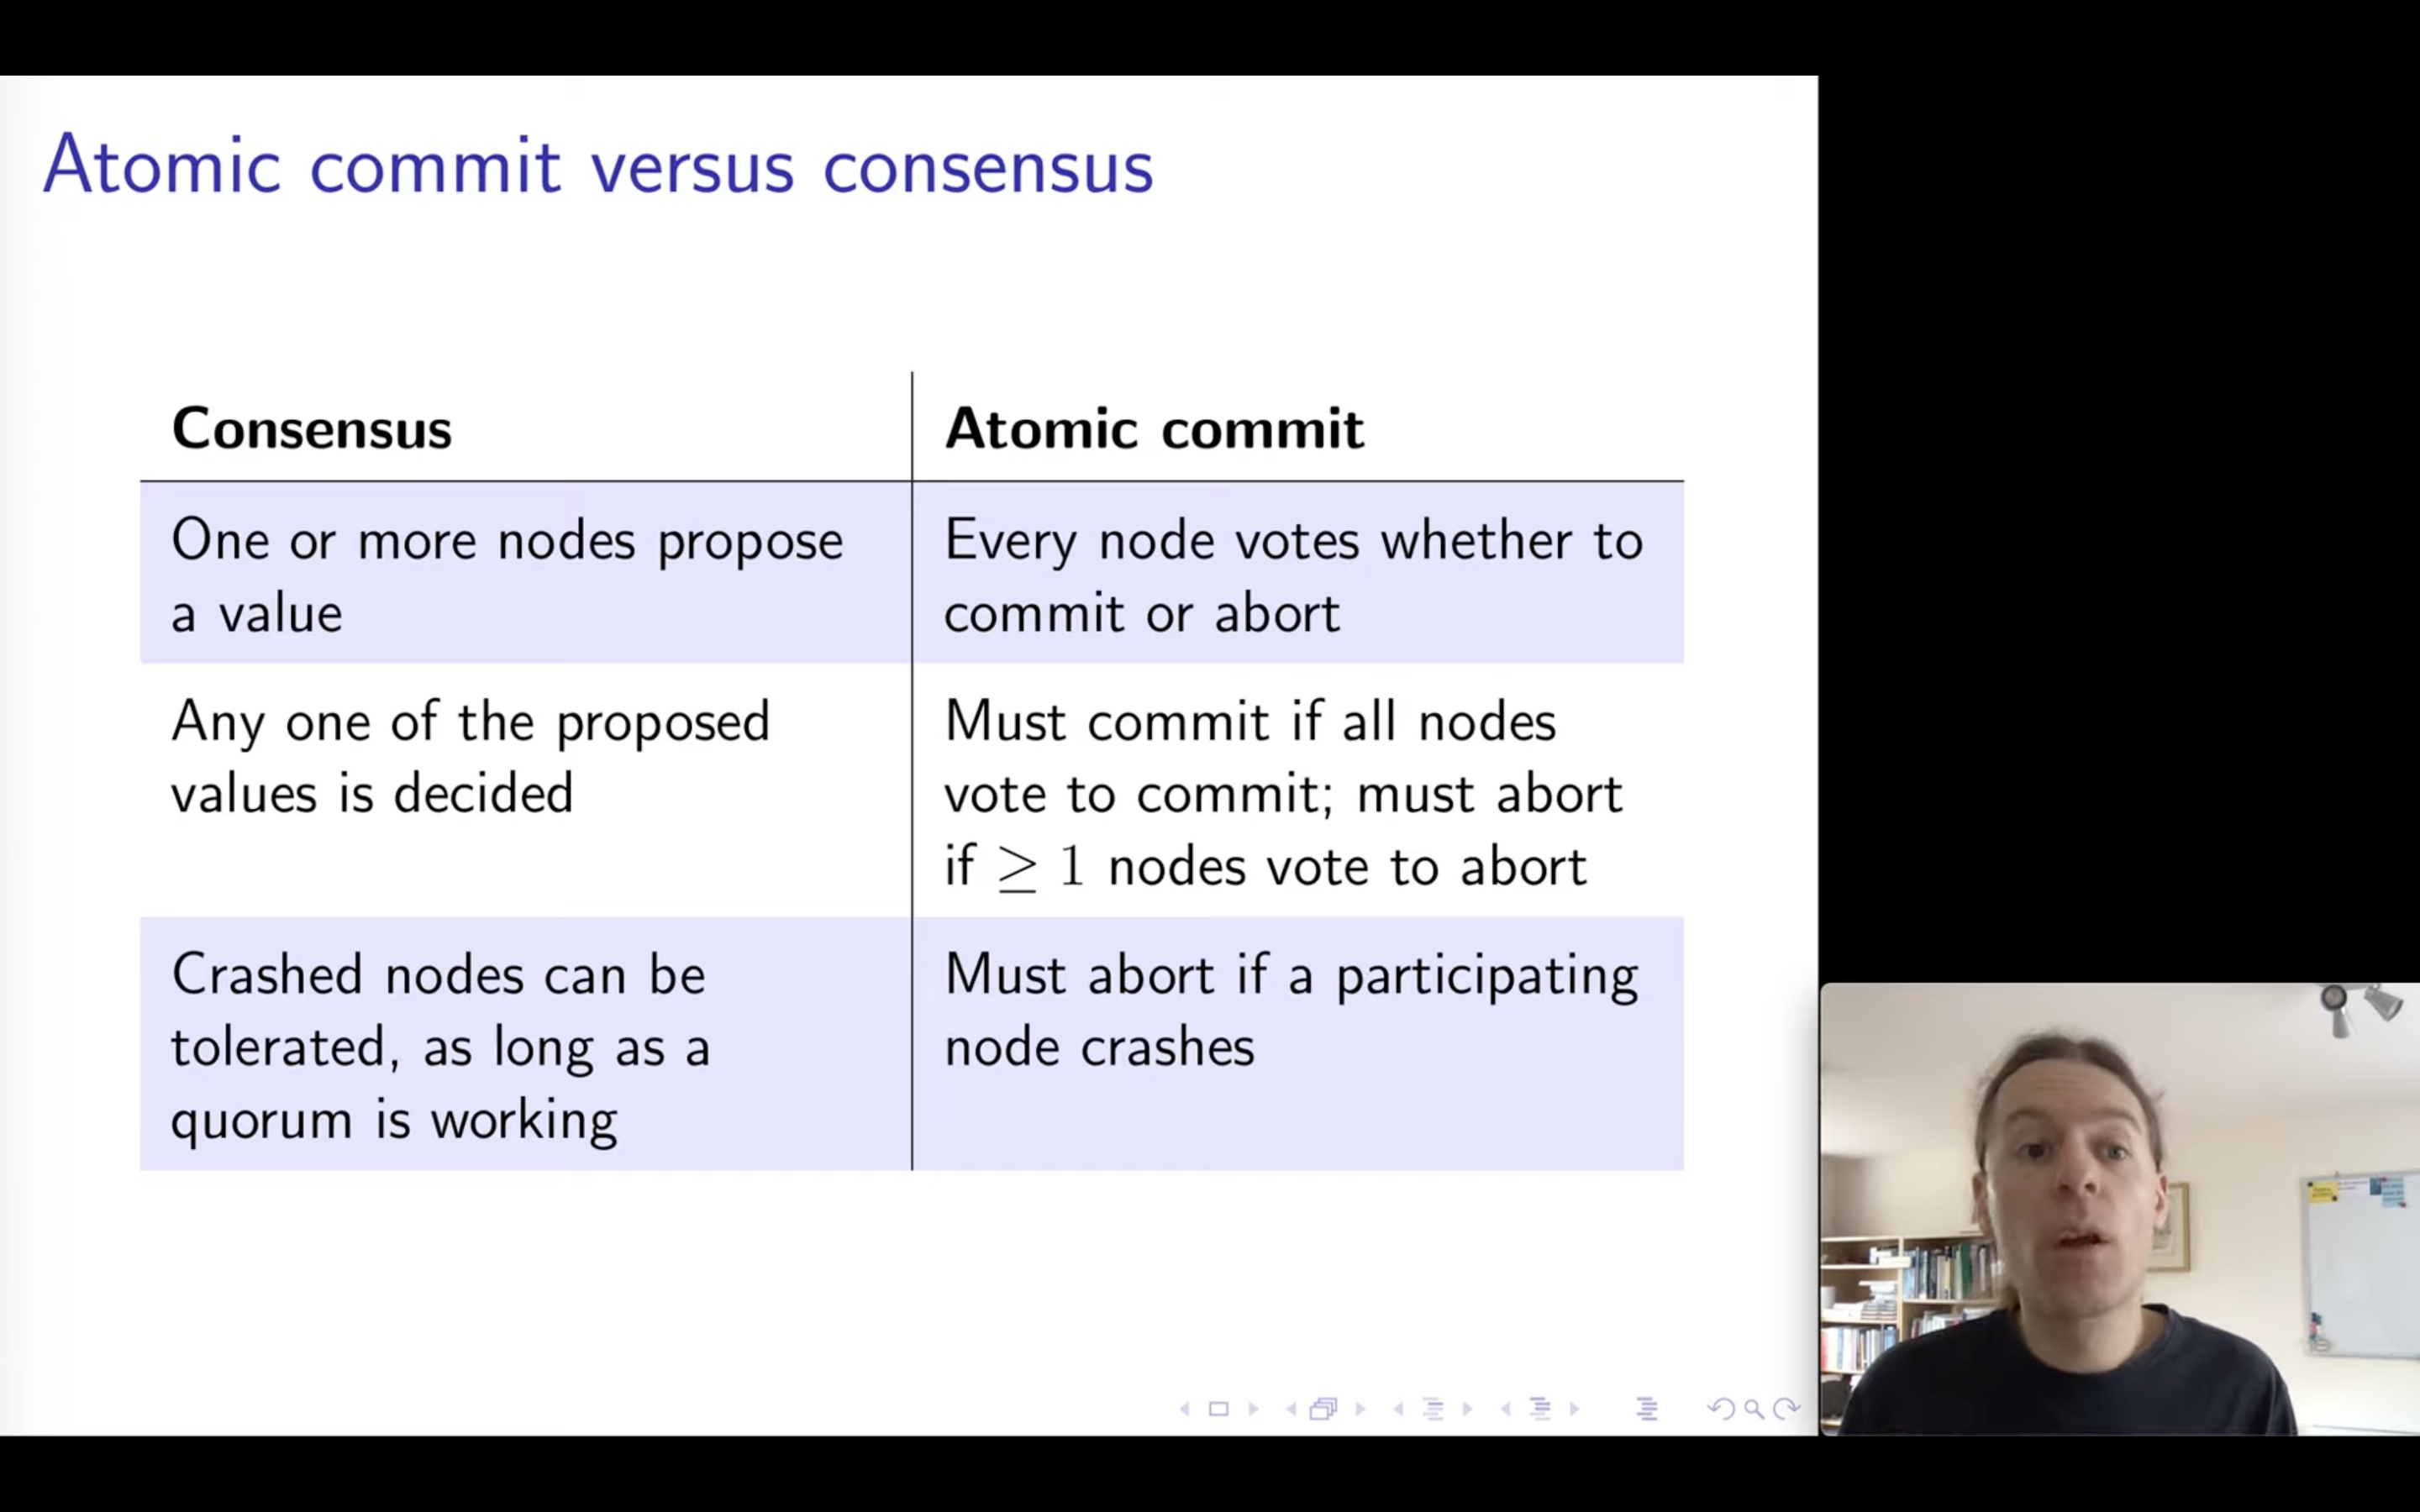 Atomic commit versus consensus
Consensus
Atomic commit
One or more nodes propose
a value
Every node votes whether to
commit or abort
Any one of the proposed
values is decided
Must commit if all nodes
vote to commit; must abort
if ≥ 1 nodes vote to abort
Crashed nodes can be
tolerated, as long as a
quorum is working
Must abort if a participating
node crashes